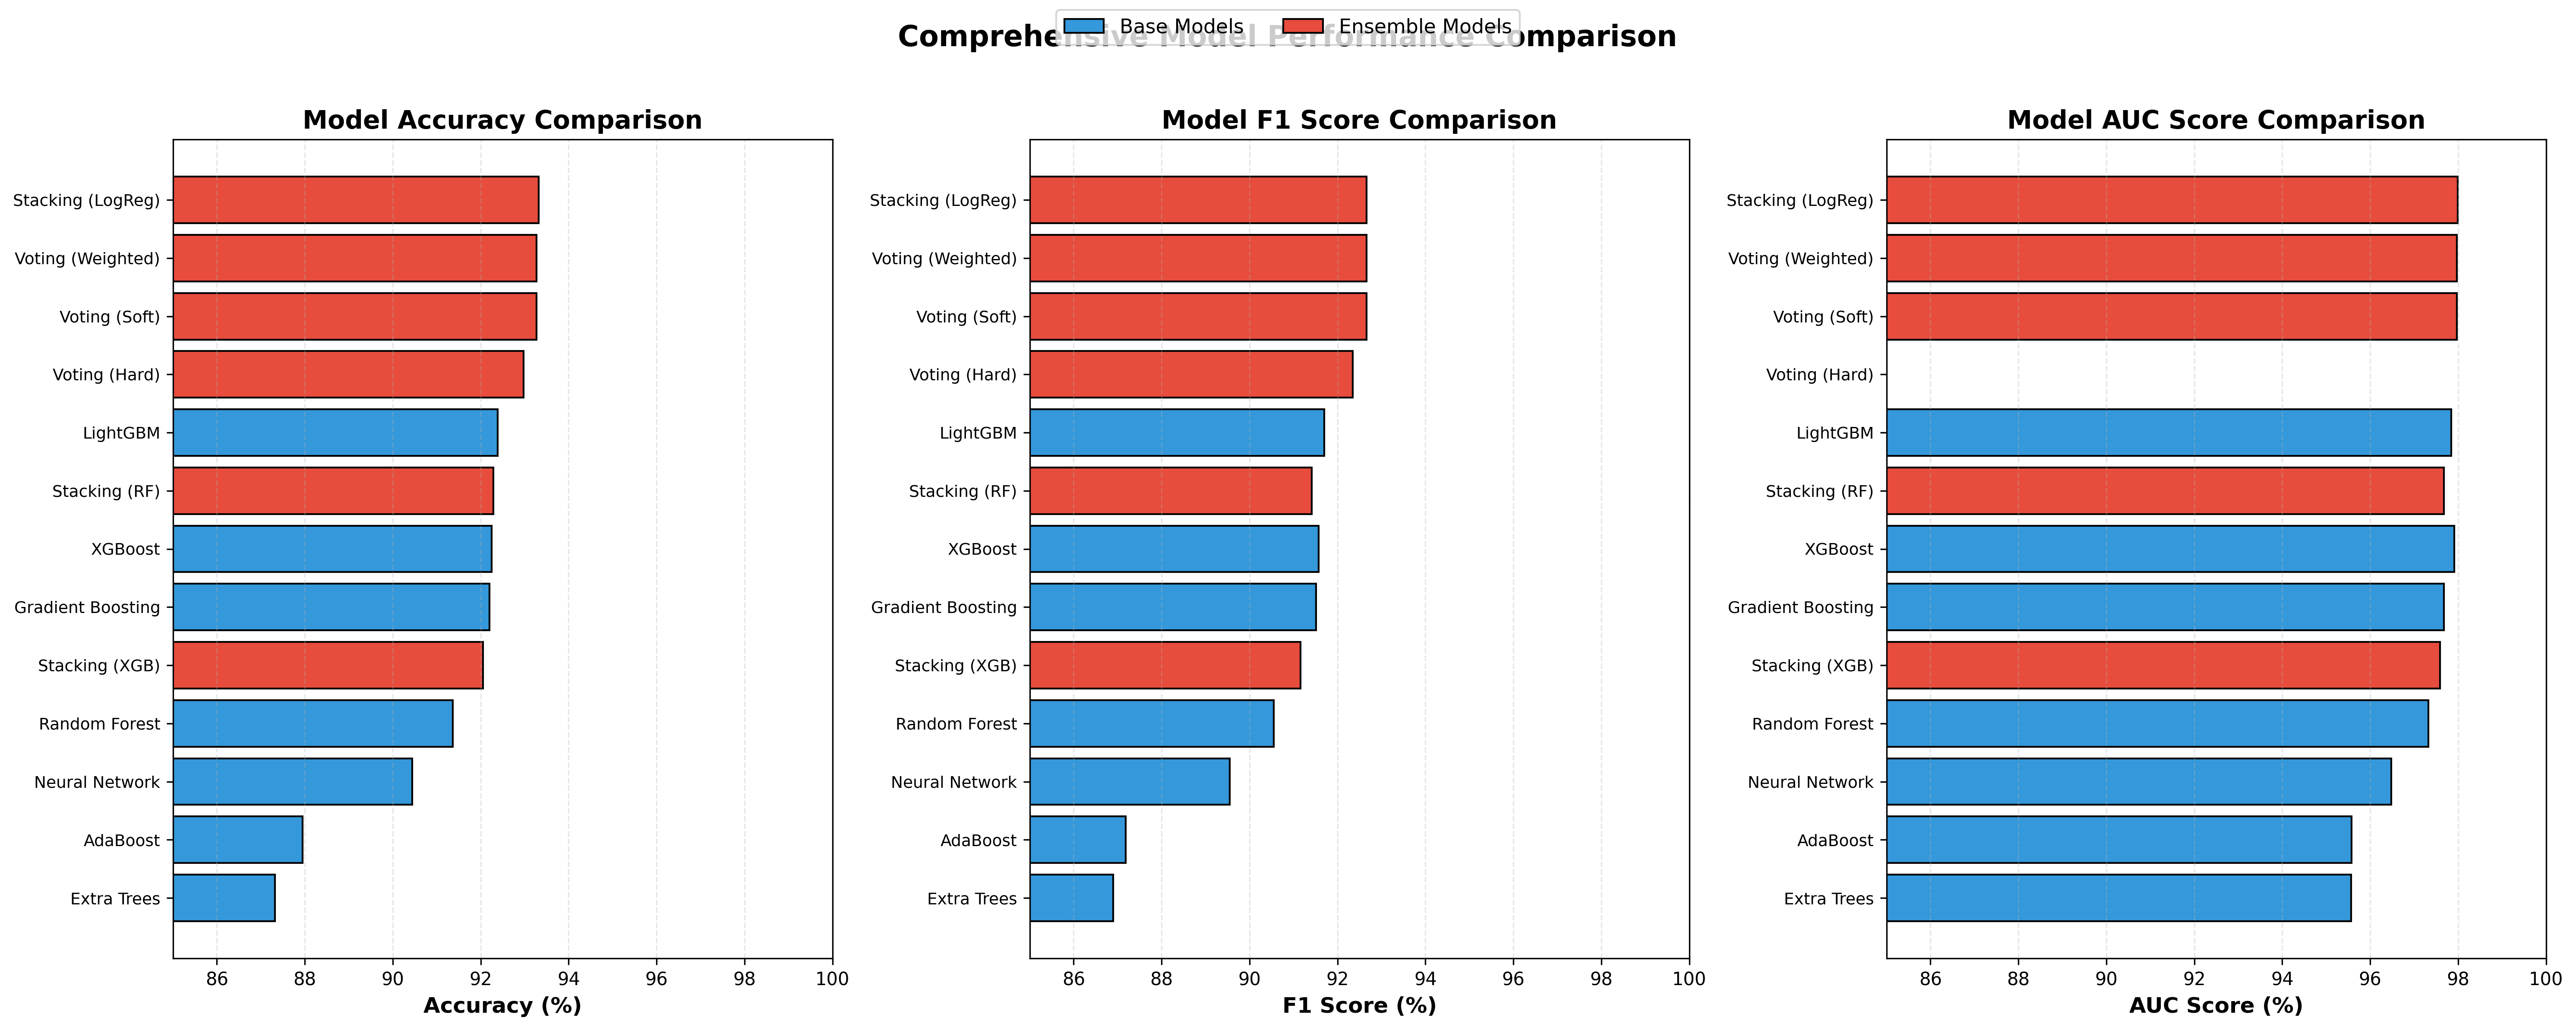 Base Models
Ensemble Models
Comprehensive Model Performance Comparison
Model Accuracy Comparison
Stacking (LogReg)
Voting (Weighted)
Voting (Soft)
Voting (Hard)
LightGBM
Stacking (RF)
XGBoost
Gradient Boosting
Stacking (XGB)
Random Forest
Neural Network
AdaBoost
Extra Trees
86 88 90 92 94 96 98 100
Accuracy (%)
Model F1 Score Comparison
Stacking (LogReg)
Voting (Weighted)
Voting (Soft)
Voting (Hard)
LightGBM
Stacking (RF)
XGBoost
Gradient Boosting
Stacking (XGB)
Random Forest
Neural Network
AdaBoost
Extra Trees
86 88 90 92 94 96 98 100
F1 Score (%)
Model AUC Score Comparison
Stacking (LogReg)
Voting (Weighted)
Voting (Soft)
Voting (Hard)
LightGBM
Stacking (RF)
XGBoost
Gradient Boosting
Stacking (XGB)
Random Forest
Neural Network
AdaBoost
Extra Trees
86 88 90 92 94 96 98 100
AUC Score (%)